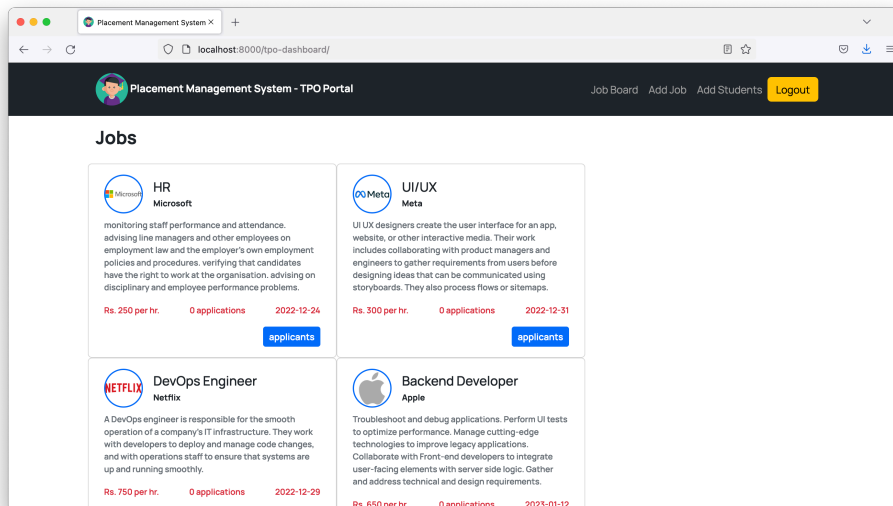 Placement Management System ×
localhost:8000/tpo-dashboard/
Placement Management System - TPO Portal
Job Board Add Job Add Students Logout
Jobs
Microsoft
HR
Microsoft
monitoring staff performance and attendance.
advising line managers and other employees on
employment law and the employer's own employment
policies and procedures. verifying that candidates
have the right to work at the organisation. advising on
disciplinary and employee performance problems.
Rs. 250 per hr. 0 applications 2022-12-24
applicants
Meta
UI/UX
Meta
UI UX designers create the user interface for an app,
website, or other interactive media. Their work
includes collaborating with product managers and
engineers to gather requirements from users before
designing ideas that can be communicated using
storyboards. They also process flows or sitemaps.
Rs. 300 per hr. 0 applications 2022-12-31
applicants
NETFLIX
DevOps Engineer
Netflix
A DevOps engineer is responsible for the smooth
operation of a company's IT infrastructure. They work
with developers to deploy and manage code changes,
and with operations staff to ensure that systems are
up and running smoothly.
Rs. 750 per hr. 0 applications 2022-12-29
Backend Developer
Apple
Troubleshoot and debug applications. Perform UI tests
to optimize performance. Manage cutting-edge
technologies to improve legacy applications.
Collaborate with Front-end developers to integrate
user-facing elements with server side logic. Gather
and address technical and design requirements.
Rs. 650 per hr. 0 applications 2023-01-12